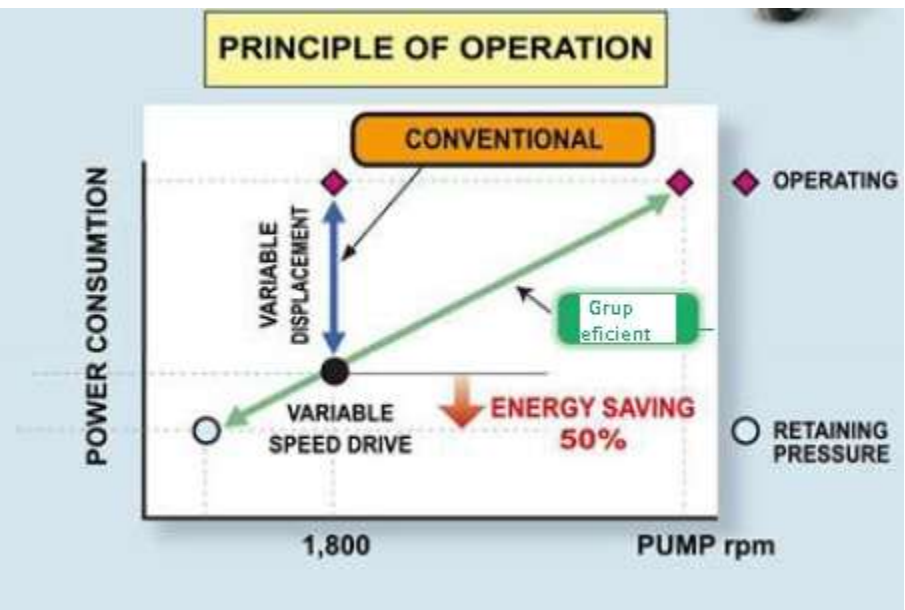 PRINCIPLE OF OPERATION
CONVENTIONAL
OPERATING
POWER CONSUMTION
VARIABLE
DISPLACEMENT
Grup
eficient
VARIABLE
SPEED DRIVE
ENERGY SAVING
50%
RETAINING
PRESSURE
1,800
PUMP rpm